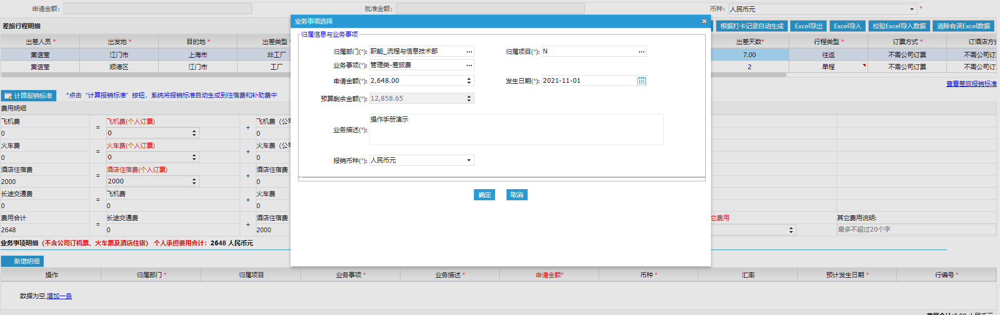 申请金额:
批准金额:
币种: 人民币元 *
差旅行程明细
根据打卡记录自动生成 Excel导出 Excel导入 校验Excel导入数据 清除有误Excel数据
出差人员 * 出发地 * 目的地 * 出差类型 出差天数* 行程类型 * 订票方式 * 订酒店方式
黄谊莹 江门市 上海市 非工厂 7.00 往返 不需公司订票 不需公司订
黄谊莹 顺德区 江门市 工厂 2 单程 不需公司订票 不需公司订
查看差旅报销标准
计算报销标准 *点击“计算报销标准”按钮，系统将报销标准自动生成到住宿费和补助费中
费用明细
飞机费 = 飞机费(个人订票) + 飞机费（公司
0 0 0
火车费 = 火车费(个人订票) + 火车费（公司
0 0 0
酒店住宿费 = 酒店住宿费(个人订票) + 酒店住宿费
2000 2000 0
长途交通费 = 飞机费 + 火车费
0 0 0
费用合计 = 长途交通费 + 酒店住宿费 它费用 其它费用说明:
2648 0 2000 最多不超过20个字
业务事项明细（不含公司订机票、火车票及酒店住宿） 个人承担费用合计：2648 人民币元
新增明细
操作 归属部门 * 归属项目 业务事项 * 业务描述 * 申请金额* 币种 * 汇率 预计发生日期 * 行编号 *
数据为空,增加一条
费用合计:0.00 人民币元
业务事项选择
归属信息与业务事项
归属部门(*): 职能_流程与信息技术部 ... 归属项目(*): N ...
业务事项(*): 管理类-差旅费 ...
申请金额(*): 2,648.00 发生日期(*): 2021-11-01
预算剩余金额(*): 12,858.65
业务描述(*): 操作手册演示
报销币种(*): 人民币元
确定 取消